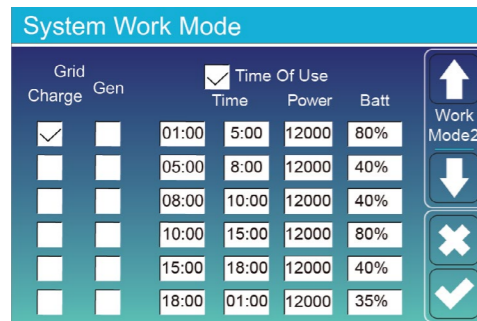 System Work Mode
Grid
Charge Gen
Time Of Use
Time Power Batt
01:00 5:00 12000 80%
05:00 8:00 12000 40%
08:00 10:00 12000 40%
10:00 15:00 12000 80%
15:00 18:00 12000 40%
18:00 01:00 12000 35%
Work
Mode2